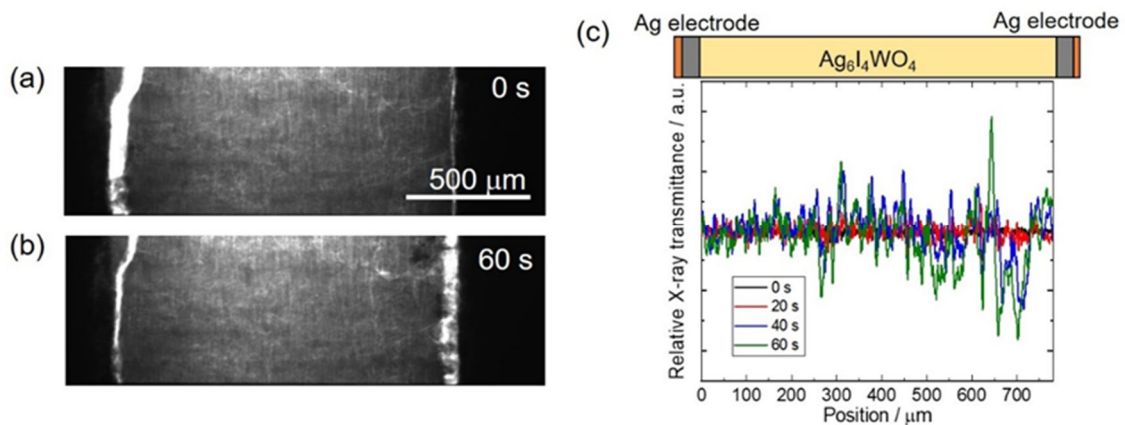 (a)
0 s
500 μm
(b)
60 s
(c)
Ag electrode
Ag electrode
Ag₆I₄WO₄
Relative X-ray transmittance / a.u.
0 s
20 s
40 s
60 s
0 100 200 300 400 500 600 700
Position / μm